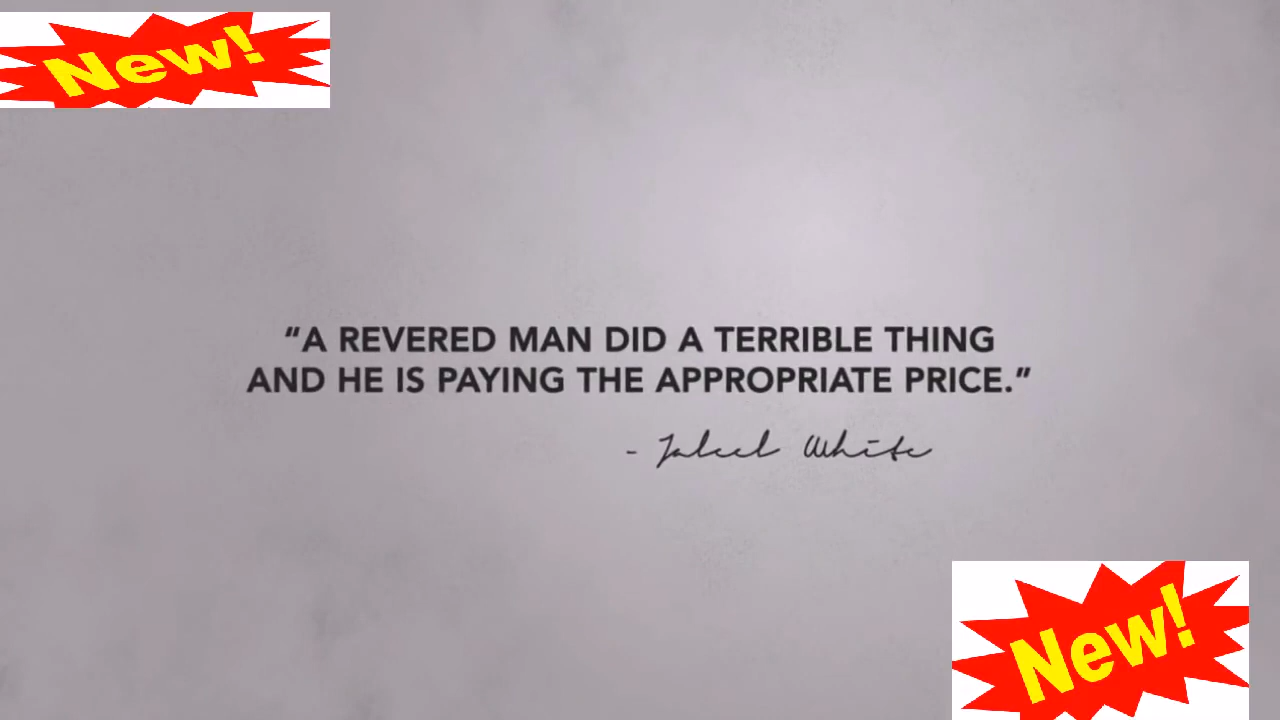 New!
“A REVERED MAN DID A TERRIBLE THING
AND HE IS PAYING THE APPROPRIATE PRICE.”
- Jaleel White
New!